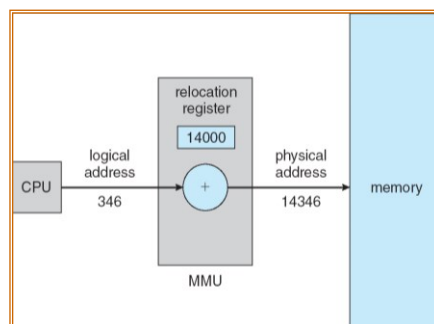 relocation
register
14000
logical
address
physical
address
CPU
+
memory
346
14346
MMU